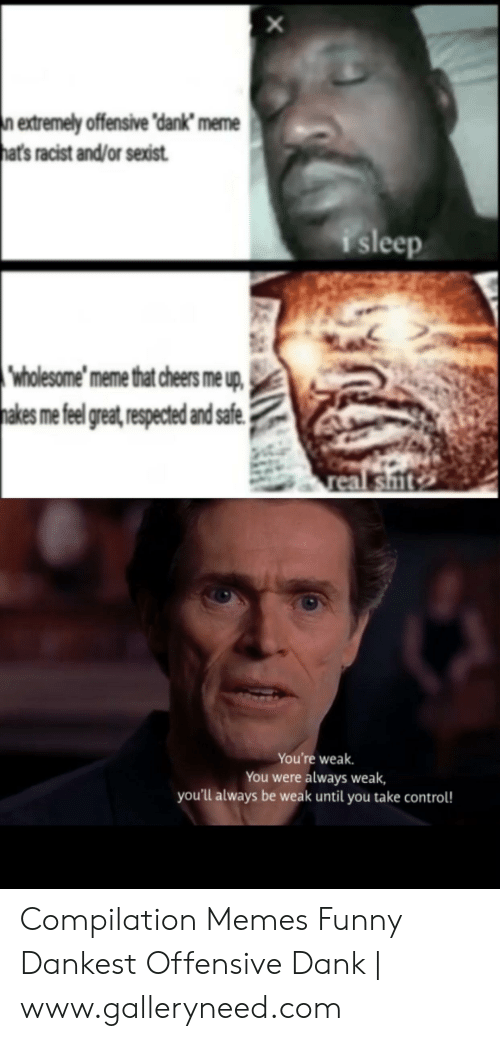 n extremely offensive "dank" meme
hat's racist and/or sexist.
i sleep
"wholesome" meme that cheers me up,
makes me feel great, respected and safe.
real shit
You're weak.
You were always weak,
you'll always be weak until you take control!
Compilation Memes Funny
Dankest Offensive Dank |
www.galleryneed.com